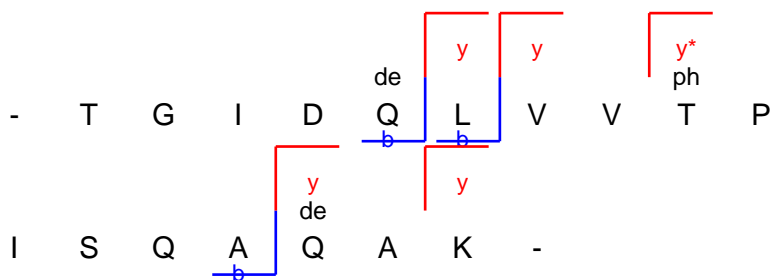 y y y*
de ph
- T G I D Q L V V T P
b b
y y
de
I S Q A Q A K -
b